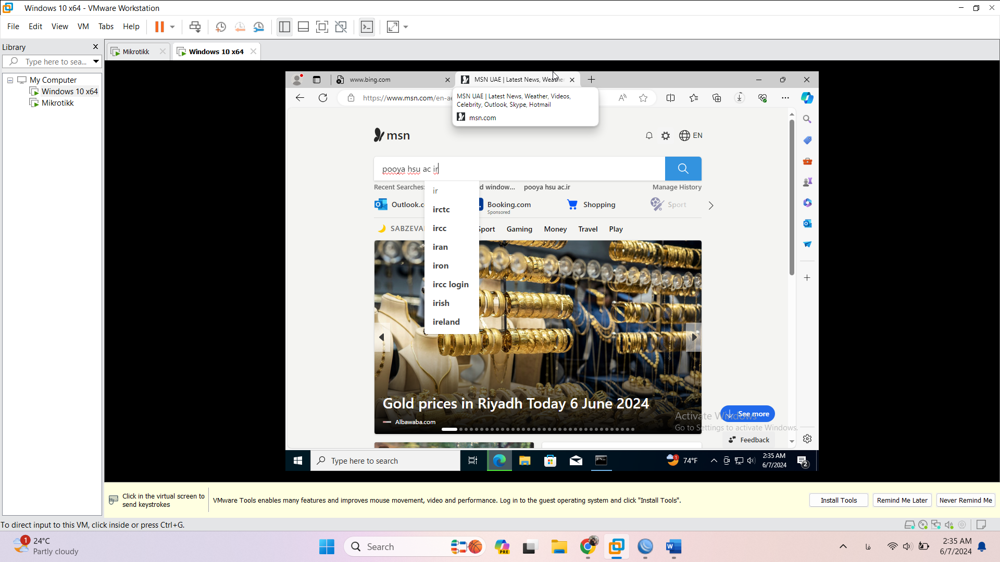 Windows 10 x64 - VMware Workstation
File Edit View VM Tabs Help
Library
Type here to sea...
My Computer
Windows 10 x64
Mikrotikk
Mikrotikk
Windows 10 x64
www.bing.com
MSN UAE | Latest News, Weather
https://www.msn.com/en-ae
MSN UAE | Latest News, Weather, Videos,
Celebrity, Outlook, Skype, Hotmail
msn.com
msn
EN
pooya hsu ac ir
Recent Searches: d window... pooya hsu ac.ir Manage History
Outlook.c Booking.com Shopping Sport
Sponsored
SABZEVA Sport Gaming Money Travel Play
ir
irctc
ircc
iran
iron
ircc login
irish
ireland
Gold prices in Riyadh Today 6 June 2024
Albawaba.com
See more
Activate Windows
Go to Settings to activate Windows.
Feedback
Type here to search
1
74°F
2:35 AM
6/7/2024
2
Click in the virtual screen to
send keystrokes
VMware Tools enables many features and improves mouse movement, video and performance. Log in to the guest operating system and click "Install Tools".
Install Tools Remind Me Later Never Remind Me
To direct input to this VM, click inside or press Ctrl+G.
1
24°C
Partly cloudy
Search
PRE
W
فا
2:35 AM
6/7/2024